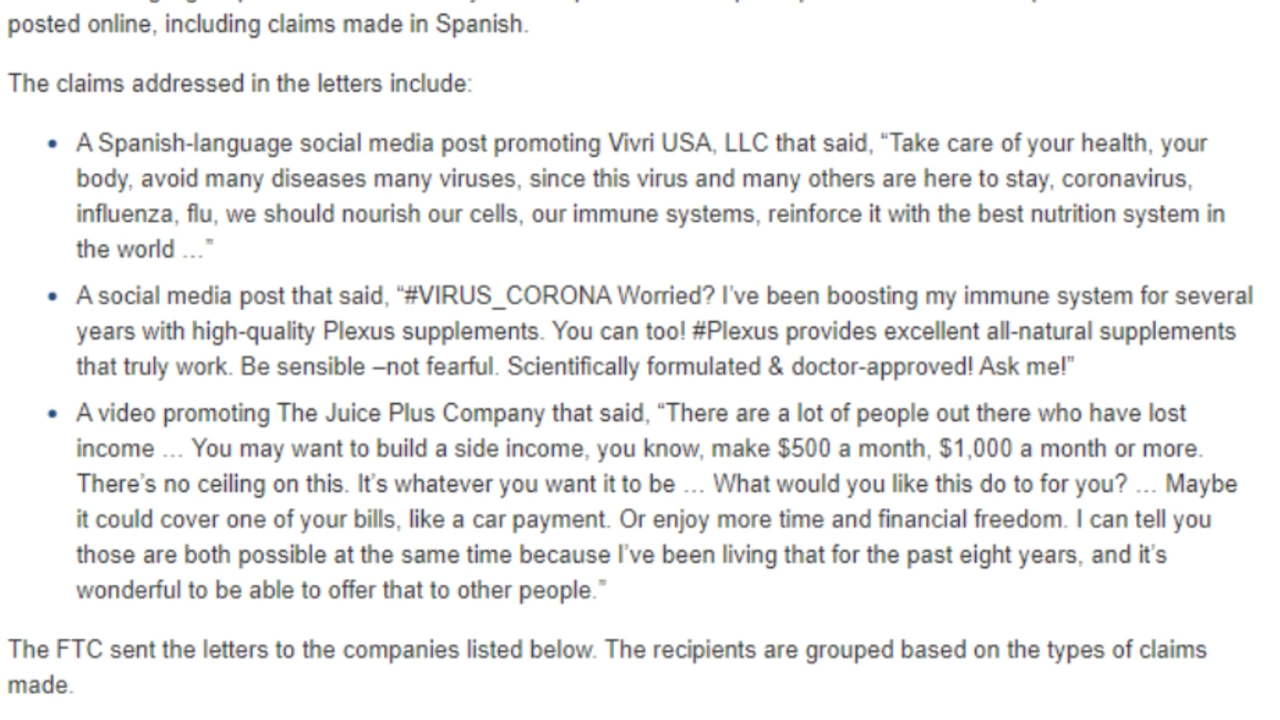 posted online, including claims made in Spanish.
The claims addressed in the letters include:
• A Spanish-language social media post promoting Vivri USA, LLC that said, “Take care of your health, your
body, avoid many diseases many viruses, since this virus and many others are here to stay, coronavirus,
influenza, flu, we should nourish our cells, our immune systems, reinforce it with the best nutrition system in
the world …”
• A social media post that said, “#VIRUS_CORONA Worried? I’ve been boosting my immune system for several
years with high-quality Plexus supplements. You can too! #Plexus provides excellent all-natural supplements
that truly work. Be sensible –not fearful. Scientifically formulated & doctor-approved! Ask me!”
• A video promoting The Juice Plus Company that said, “There are a lot of people out there who have lost
income … You may want to build a side income, you know, make $500 a month, $1,000 a month or more.
There’s no ceiling on this. It’s whatever you want it to be … What would you like this do to for you? … Maybe
it could cover one of your bills, like a car payment. Or enjoy more time and financial freedom. I can tell you
those are both possible at the same time because I’ve been living that for the past eight years, and it’s
wonderful to be able to offer that to other people.”
The FTC sent the letters to the companies listed below. The recipients are grouped based on the types of claims
made.